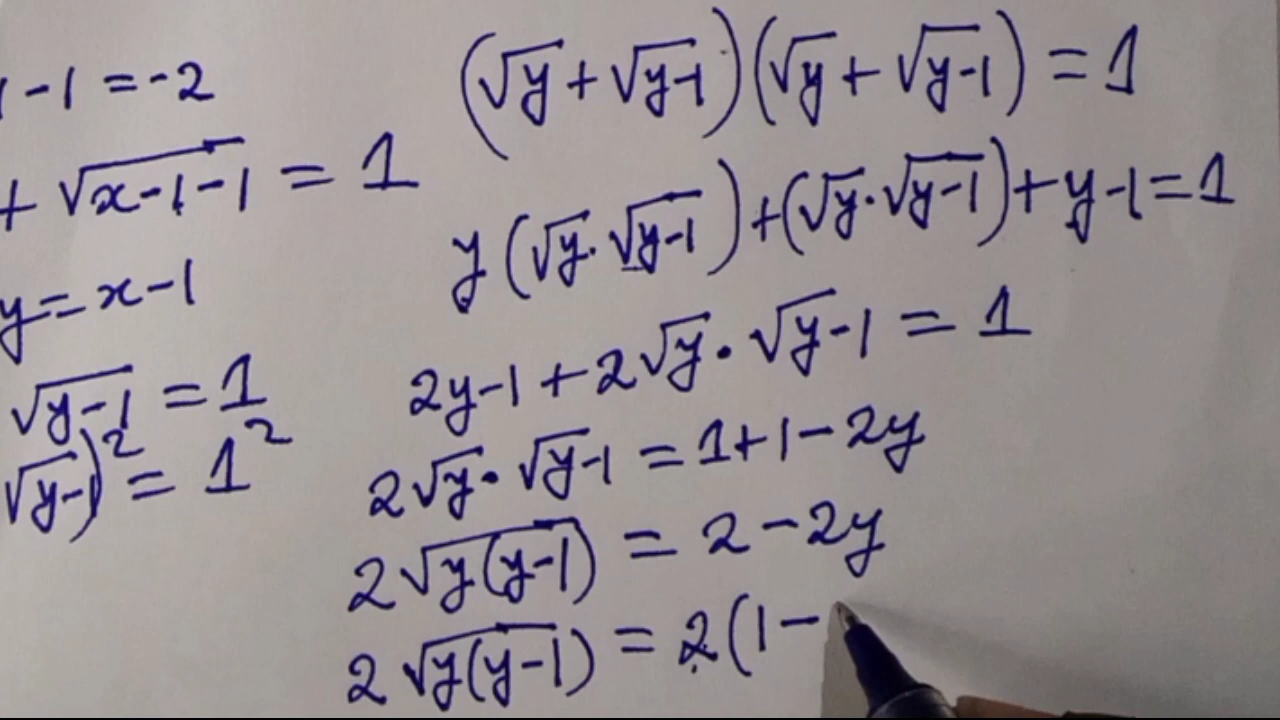 -1=-2
+√(x-1-1) = 1
y=x-1
√(y-1) = 1
√(y-1))² = 1²
(√y+√(y-1))(√y+√(y-1))=1
y(√y·√(y-1))+(√y·√(y-1))+y-1=1
2y-1+2√y·√y-1=1
2√y·√y-1=1+1-2y
2√(y(y-1)) = 2-2y
2√(y(y-1)) = 2(1-